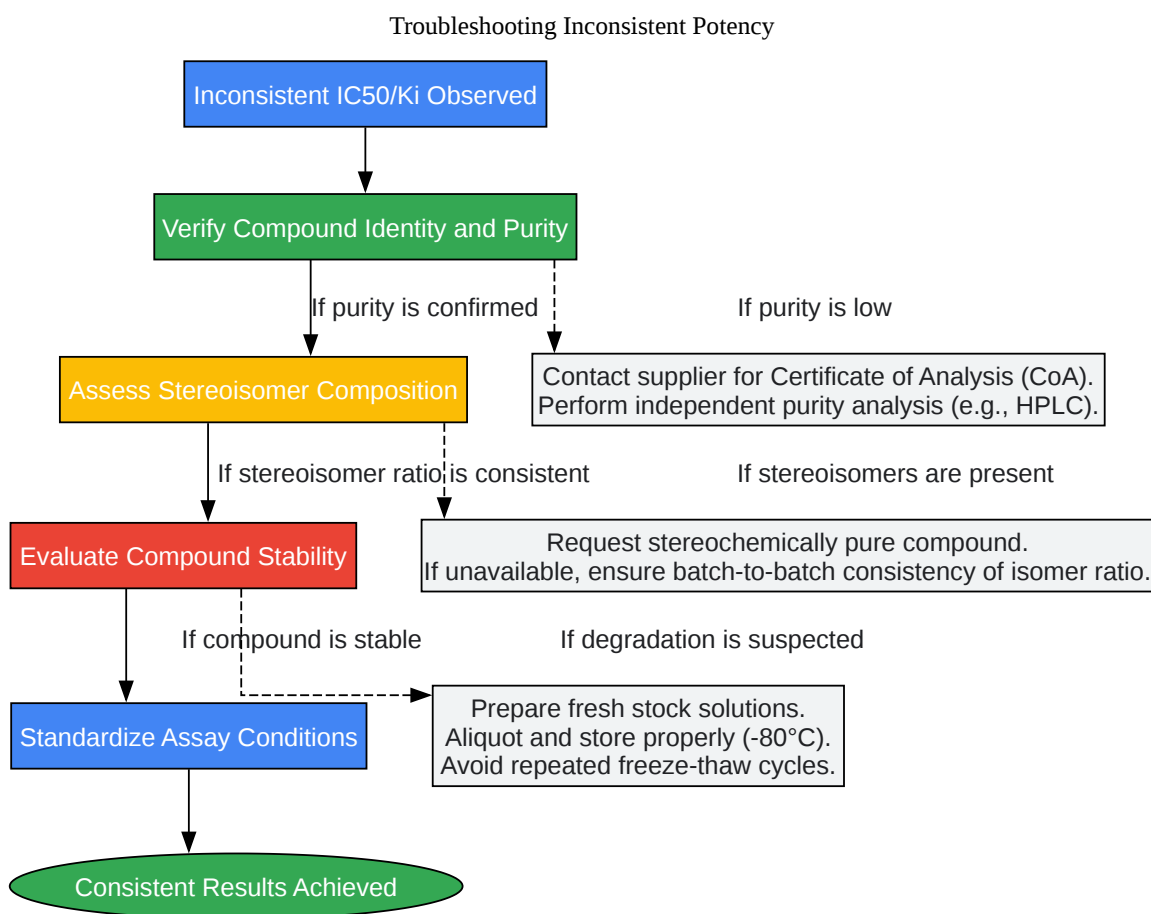 Troubleshooting Inconsistent Potency
Inconsistent IC50/Ki Observed
Verify Compound Identity and Purity
If purity is confirmed
If purity is low
Assess Stereoisomer Composition
Contact supplier for Certificate of Analysis (CoA).
Perform independent purity analysis (e.g., HPLC).
If stereoisomer ratio is consistent
If stereoisomers are present
Evaluate Compound Stability
Request stereochemically pure compound.
If unavailable, ensure batch-to-batch consistency of isomer ratio.
If compound is stable
If degradation is suspected
Standardize Assay Conditions
Prepare fresh stock solutions.
Aliquot and store properly (-80°C).
Avoid repeated freeze-thaw cycles.
Consistent Results Achieved